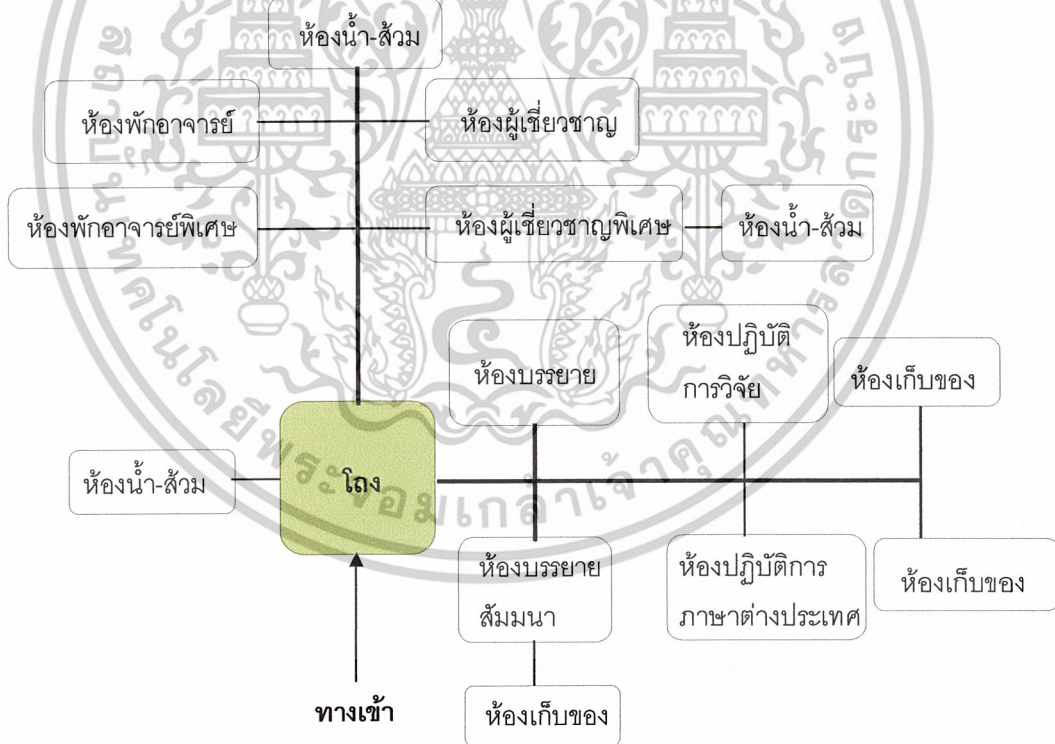 ห้องน้ำ-ส้วม
ห้องพักอาจารย์
ห้องผู้เชี่ยวชาญ
ห้องพักอาจารย์พิเศษ
ห้องผู้เชี่ยวชาญพิเศษ
ห้องน้ำ-ส้วม
ห้องบรรยาย
ห้องปฏิบัติ
การวิจัย
ห้องเก็บของ
ห้องน้ำ-ส้วม
โถง
ห้องบรรยาย
สัมมนา
ห้องปฏิบัติการ
ภาษาต่างประเทศ
ห้องเก็บของ
ทางเข้า
ห้องเก็บของ